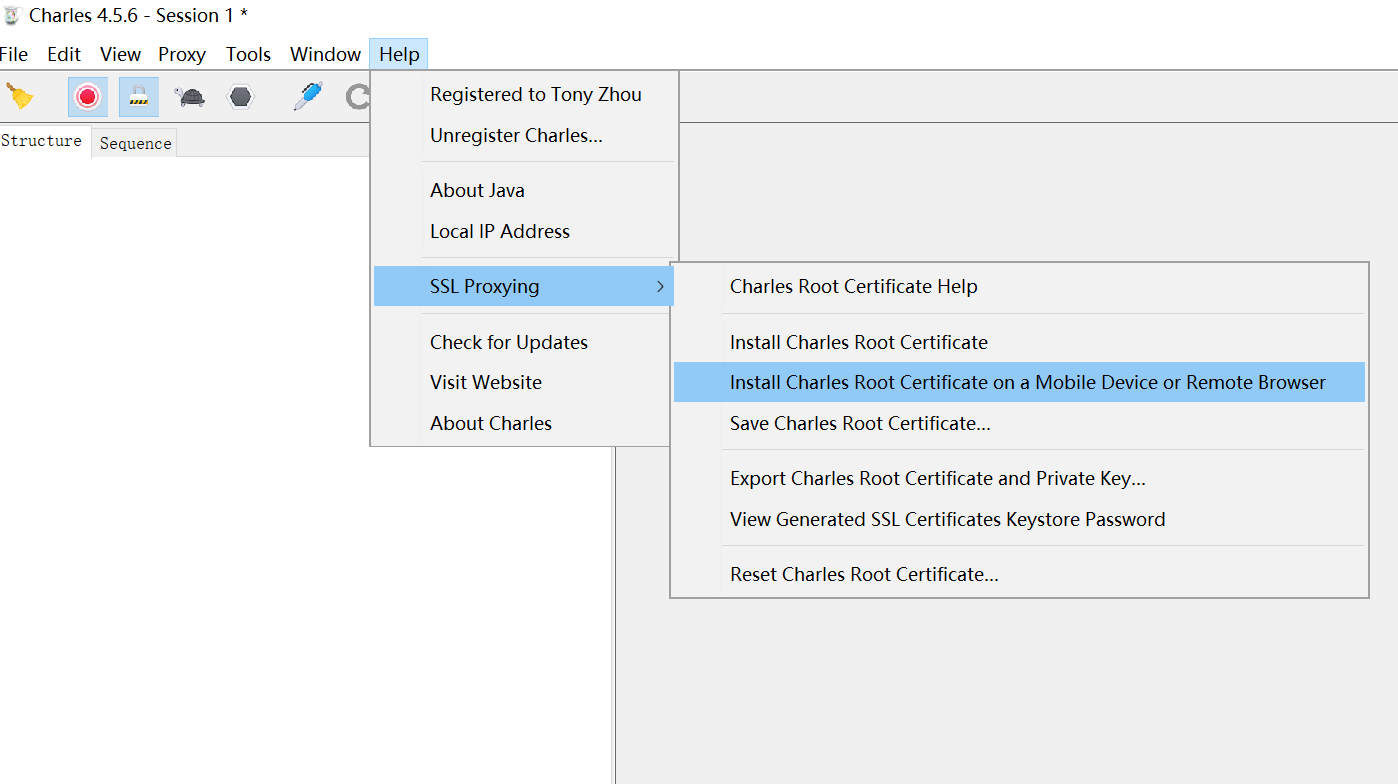 Charles 4.5.6 - Session 1 *
File Edit View Proxy Tools Window Help
Structure Sequence
Registered to Tony Zhou
Unregister Charles...
About Java
Local IP Address
SSL Proxying
Check for Updates
Visit Website
About Charles
Charles Root Certificate Help
Install Charles Root Certificate
Install Charles Root Certificate on a Mobile Device or Remote Browser
Save Charles Root Certificate...
Export Charles Root Certificate and Private Key...
View Generated SSL Certificates Keystore Password
Reset Charles Root Certificate...